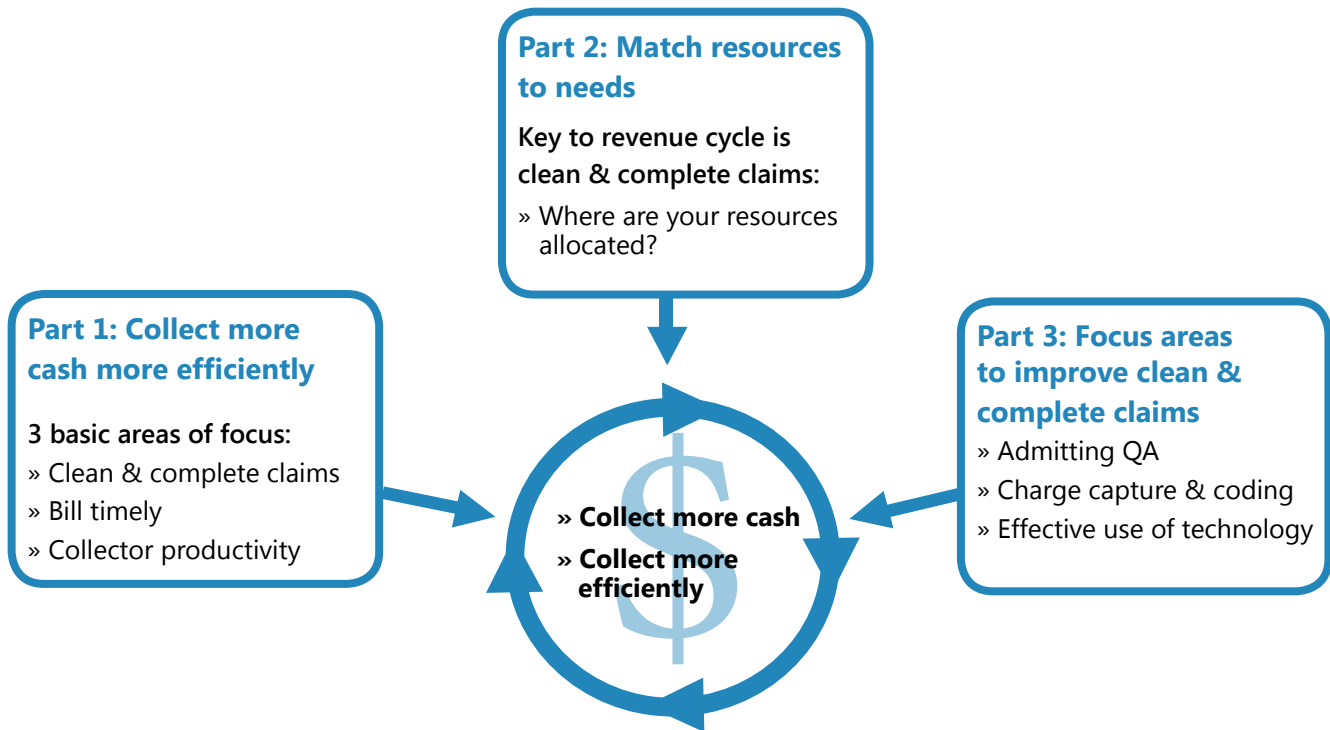 Part 2: Match resources
to needs
Key to revenue cycle is
clean & complete claims:
» Where are your resources
allocated?
Part 1: Collect more
cash more efficiently
3 basic areas of focus:
» Clean & complete claims
» Bill timely
» Collector productivity
Part 3: Focus areas
to improve clean &
complete claims
» Admitting QA
» Charge capture & coding
» Effective use of technology
$
» Collect more cash
» Collect more
efficiently